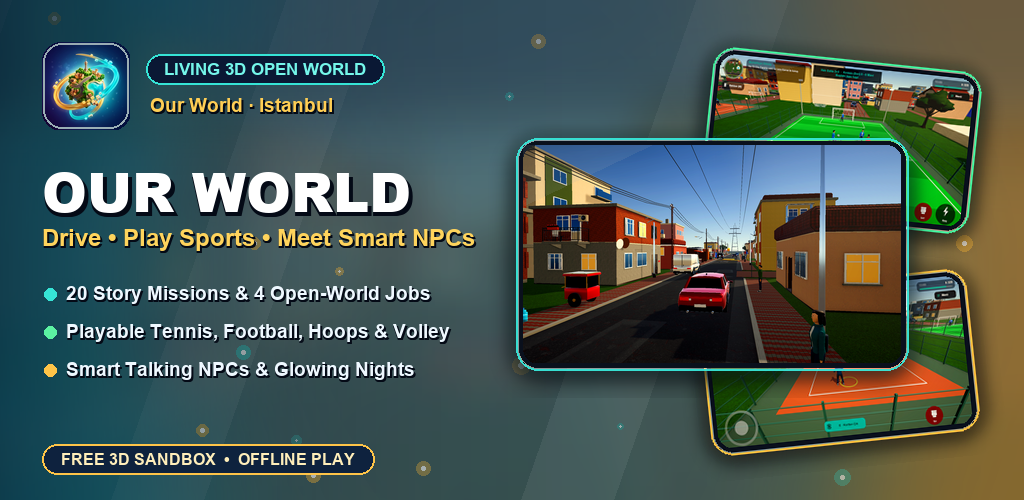 LIVING 3D OPEN WORLD
Our World · Istanbul
OUR WORLD
Drive • Play Sports • Meet Smart NPCs
20 Story Missions & 4 Open-World Jobs
Playable Tennis, Football, Hoops & Volley
Smart Talking NPCs & Glowing Nights
FREE 3D SANDBOX • OFFLINE PLAY